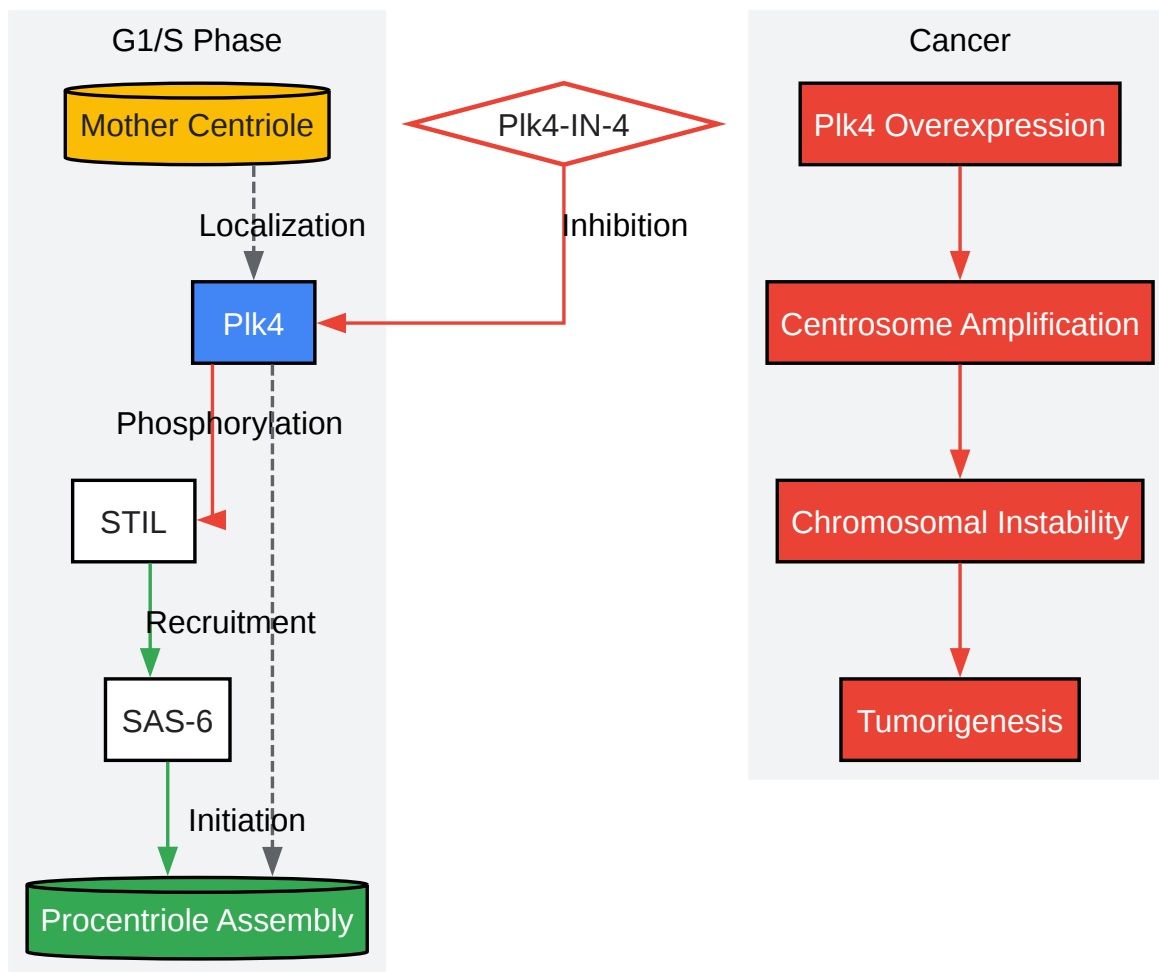 G1/S Phase
Mother Centriole
Localization
Plk4
Phosphorylation
STIL
Recruitment
SAS-6
Initiation
Procentriole Assembly
Plk4-IN-4
Inhibition
Cancer
Plk4 Overexpression
Centrosome Amplification
Chromosomal Instability
Tumorigenesis